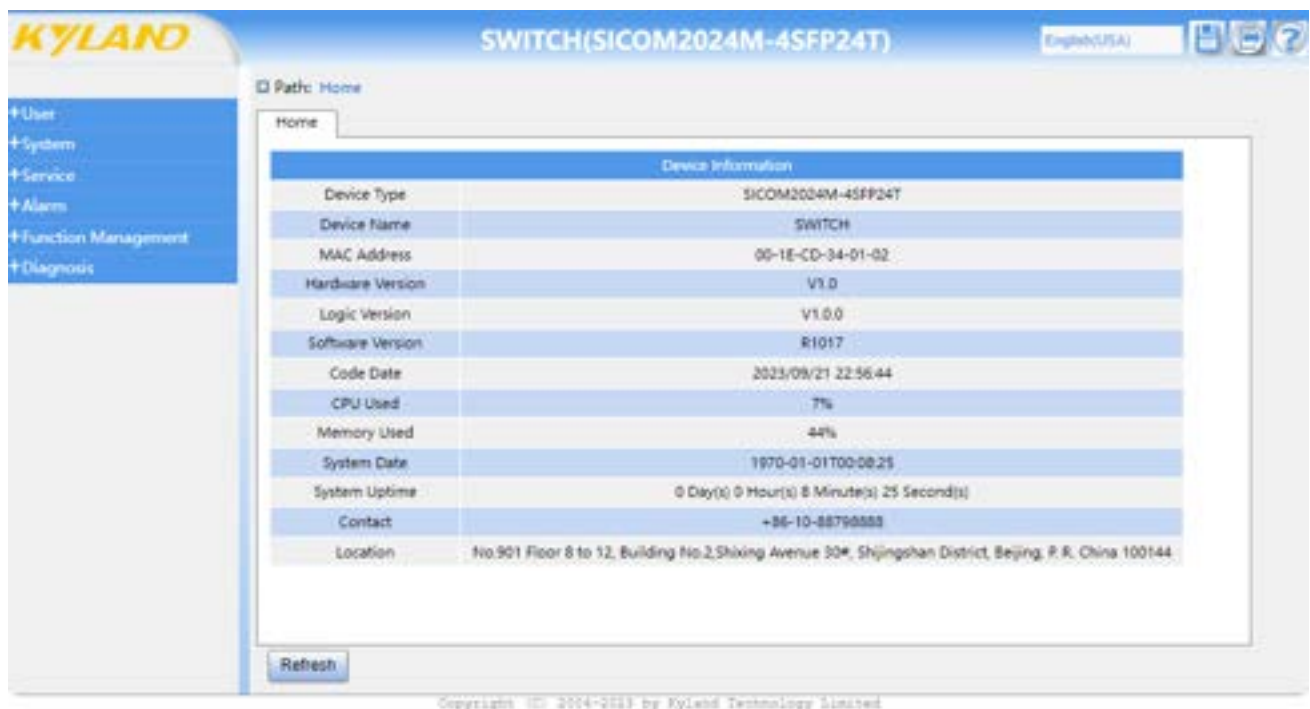 KYLAND
SWITCH(SICOM2024M-4SFP24T)
English(USA)
Path: Home
+User
+System
+Service
+Alarm
+Function Management
+Diagnosis
Home
Device Information
Device Type SICOM2024M-4SFP24T
Device Name SWITCH
MAC Address 00-1E-CD-34-01-02
Hardware Version V1.0
Logic Version V1.0.0
Software Version R1017
Code Date 2023/09/21 22:56:44
CPU Used 7%
Memory Used 44%
System Date 1970-01-01T00:08:25
System Uptime 0 Day(s) 0 Hour(s) 8 Minute(s) 25 Second(s)
Contact +86-10-88798888
Location No.901 Floor 8 to 12, Building No.2,Shixing Avenue 30#, Shijingshan District, Beijing, P. R. China 100144
Refresh
Copyright (C) 2004-2023 by Kyland Technology Limited